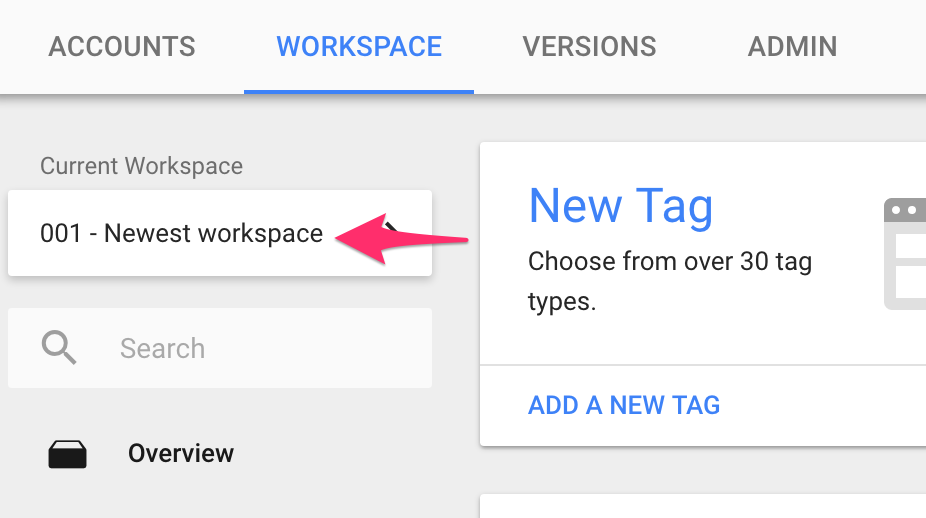 ACCOUNTS WORKSPACE VERSIONS ADMIN
Current Workspace
001 - Newest workspace
Search
Overview
New Tag
Choose from over 30 tag
types.
ADD A NEW TAG